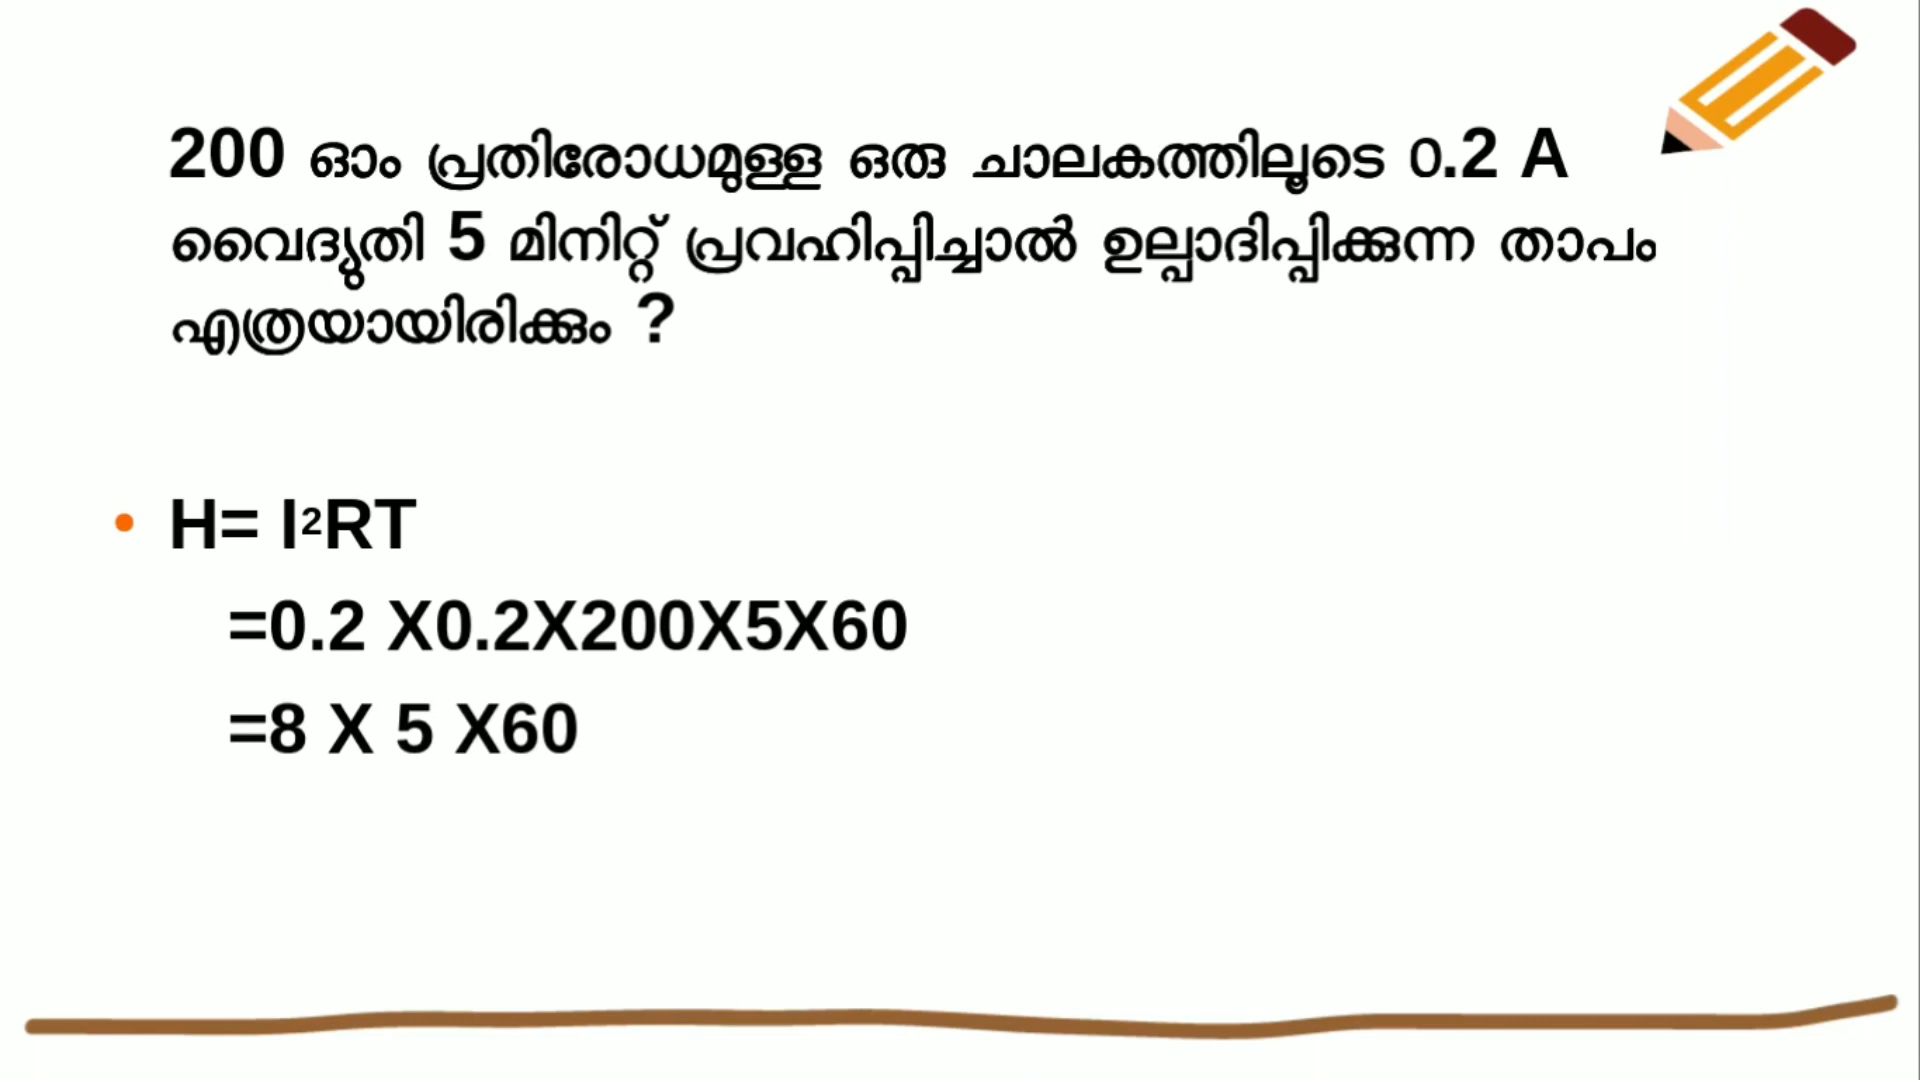 200 ഓം പ്രതിരോധമുള്ള ഒരു ചാലകത്തിലൂടെ 0.2 A
വൈദ്യുതി 5 മിനിറ്റ് പ്രവഹിപ്പിച്ചാൽ ഉല്പാദിപ്പിക്കുന്ന താപം
എത്രയായിരിക്കും ?
• H= I²RT
=0.2 X0.2X200X5X60
=8 X 5 X60